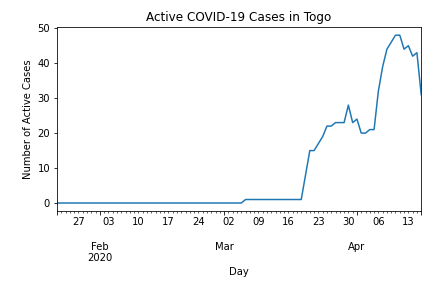 Active COVID-19 Cases in Togo
50
40
30
20
10
0
Number of Active Cases
27 03 10 17 24 02 09 16 23 30 06 13
Feb Mar Apr
2020
Day